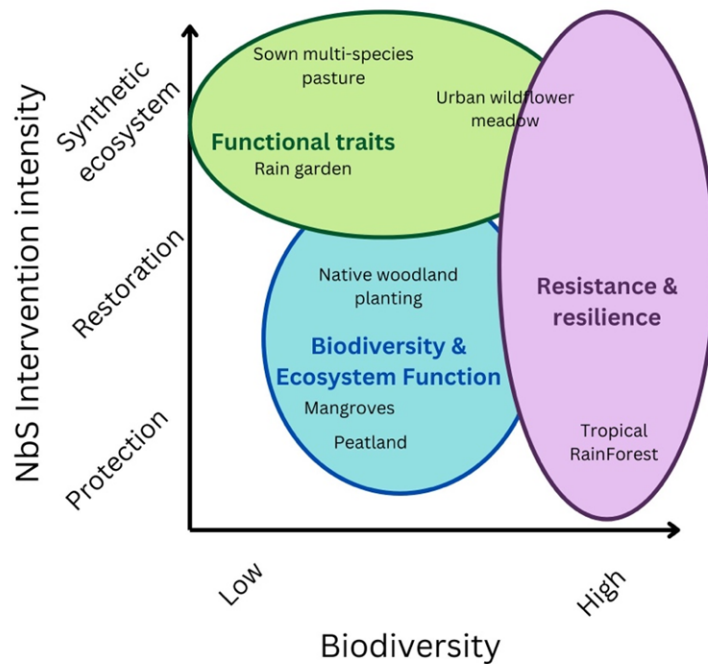 NbS Intervention intensity
Synthetic
ecosystem
Restoration
Protection
Sown multi-species
pasture
Urban wildflower
meadow
Functional traits
Rain garden
Native woodland
planting
Biodiversity &
Ecosystem Function
Mangroves
Peatland
Resistance &
resilience
Tropical
RainForest
Low
High
Biodiversity